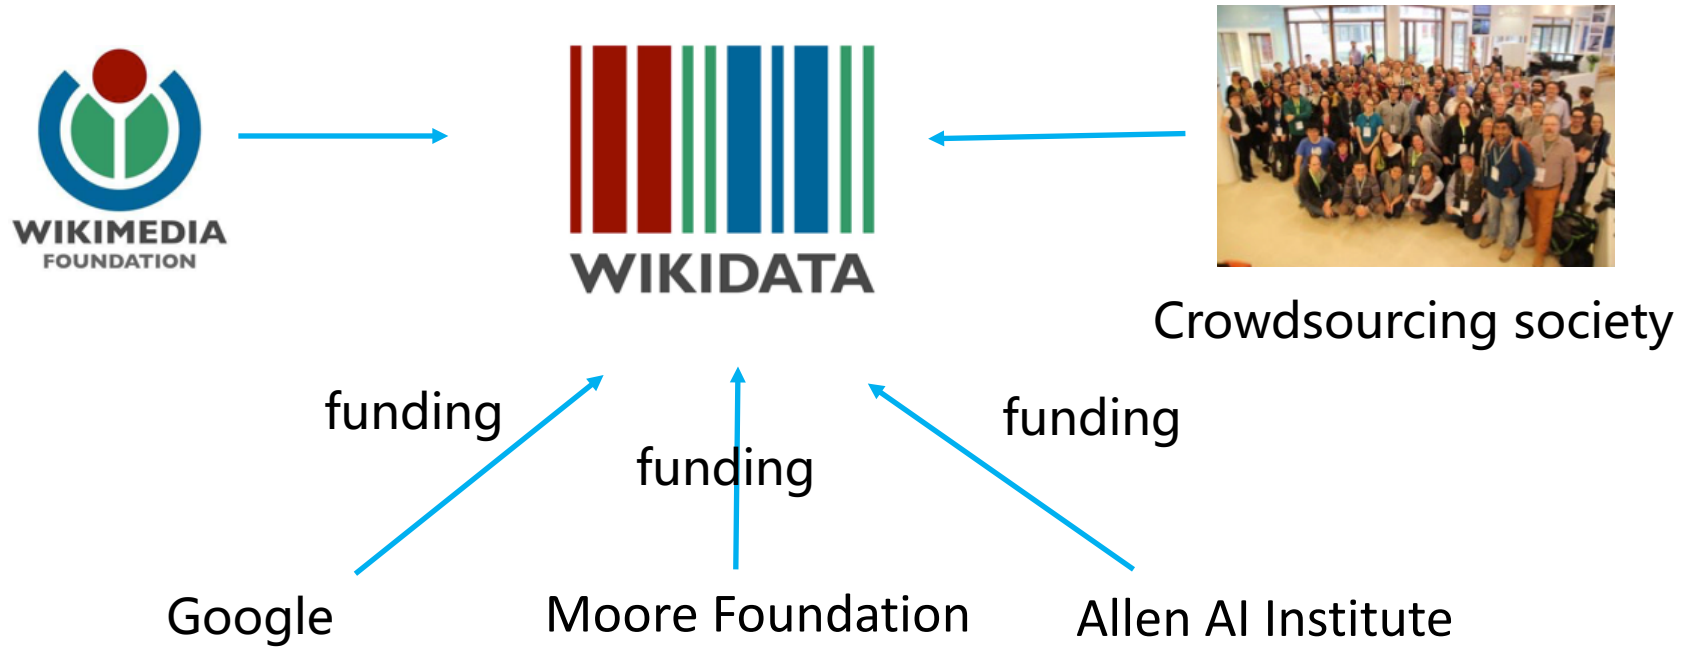 WIKIMEDIA
FOUNDATION
WIKIDATA
Crowdsourcing society
funding
funding
funding
Google
Moore Foundation
Allen AI Institute